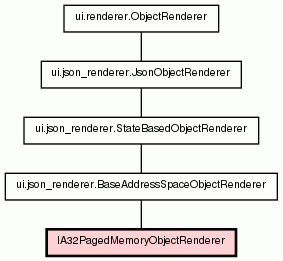 ui.renderer.ObjectRenderer
ui.json_renderer.JsonObjectRenderer
ui.json_renderer.StateBasedObjectRenderer
ui.json_renderer.BaseAddressSpaceObjectRenderer
IA32PagedMemoryObjectRenderer